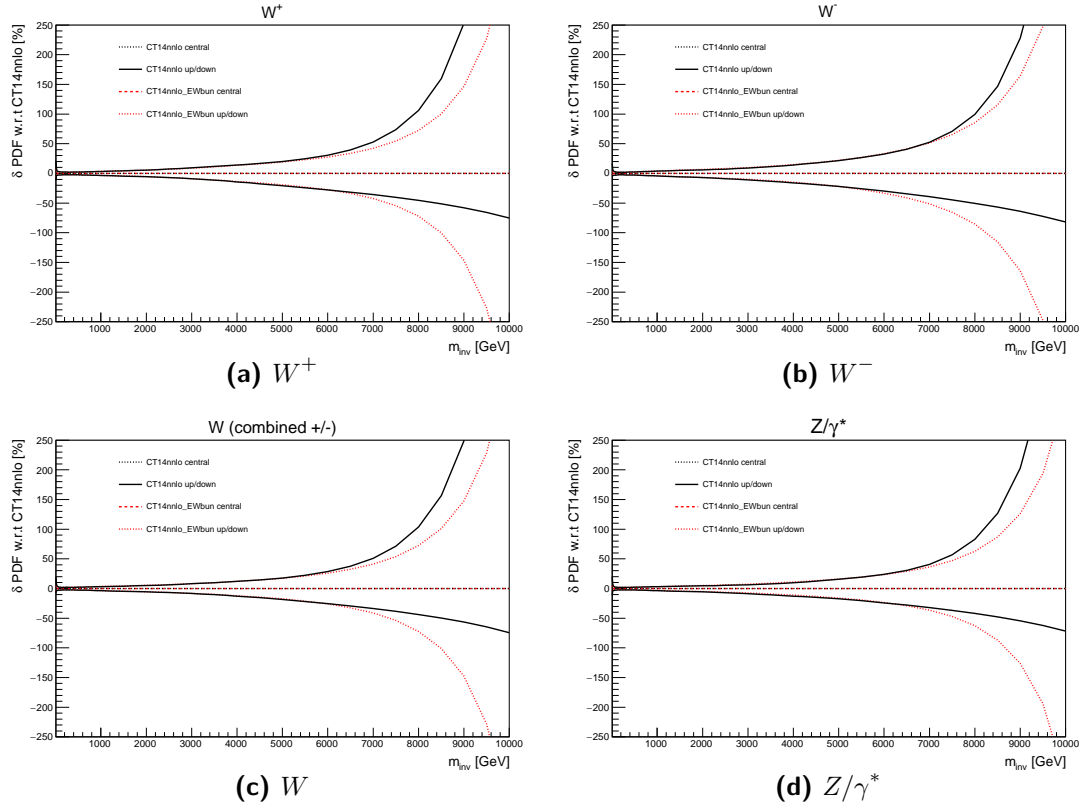 W+
δ PDF w.r.t CT14nnlo [%]
250
200
150
100
50
0
−50
−100
−150
−200
−250
CT14nnlo central
CT14nnlo up/down
CT14nnlo_EWbun central
CT14nnlo_EWbun up/down
1000 2000 3000 4000 5000 6000 7000 8000 9000 10000
m_inv [GeV]
(a) W+
W-
δ PDF w.r.t CT14nnlo [%]
250
200
150
100
50
0
−50
−100
−150
−200
−250
CT14nnlo central
CT14nnlo up/down
CT14nnlo_EWbun central
CT14nnlo_EWbun up/down
1000 2000 3000 4000 5000 6000 7000 8000 9000 10000
m_inv [GeV]
(b) W−
W (combined +/-)
δ PDF w.r.t CT14nnlo [%]
250
200
150
100
50
0
−50
−100
−150
−200
−250
CT14nnlo central
CT14nnlo up/down
CT14nnlo_EWbun central
CT14nnlo_EWbun up/down
1000 2000 3000 4000 5000 6000 7000 8000 9000 10000
m_inv [GeV]
(c) W
Z/γ*
δ PDF w.r.t CT14nnlo [%]
250
200
150
100
50
0
−50
−100
−150
−200
−250
CT14nnlo central
CT14nnlo up/down
CT14nnlo_EWbun central
CT14nnlo_EWbun up/down
1000 2000 3000 4000 5000 6000 7000 8000 9000 10000
m_inv [GeV]
(d) Z/γ*